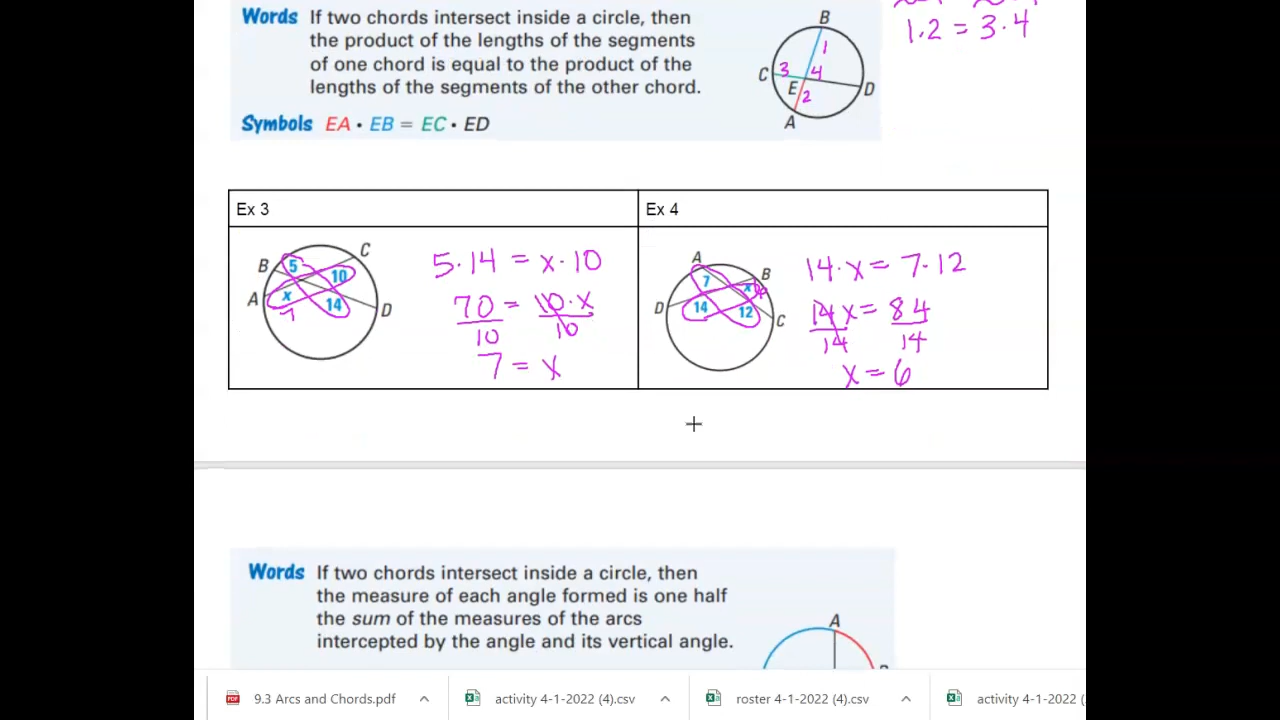 Words If two chords intersect inside a circle, then
the product of the lengths of the segments
of one chord is equal to the product of the
lengths of the segments of the other chord.
Symbols EA • EB = EC • ED
B
1
C 3 4
E 2 D
A
1·2 = 3·4
Ex 3
B 5 C
10
A x 14 D
7
5·14 = x·10
70 = 10·x
10 10
7 = x
Ex 4
A
7 x B
D 14 12 C
14·x = 7·12
14x = 84
14 14
x = 6
Words If two chords intersect inside a circle, then
the measure of each angle formed is one half
the sum of the measures of the arcs
intercepted by the angle and its vertical angle.
A
9.3 Arcs and Chords.pdf
activity 4-1-2022 (4).csv
roster 4-1-2022 (4).csv
activity 4-1-2022 (